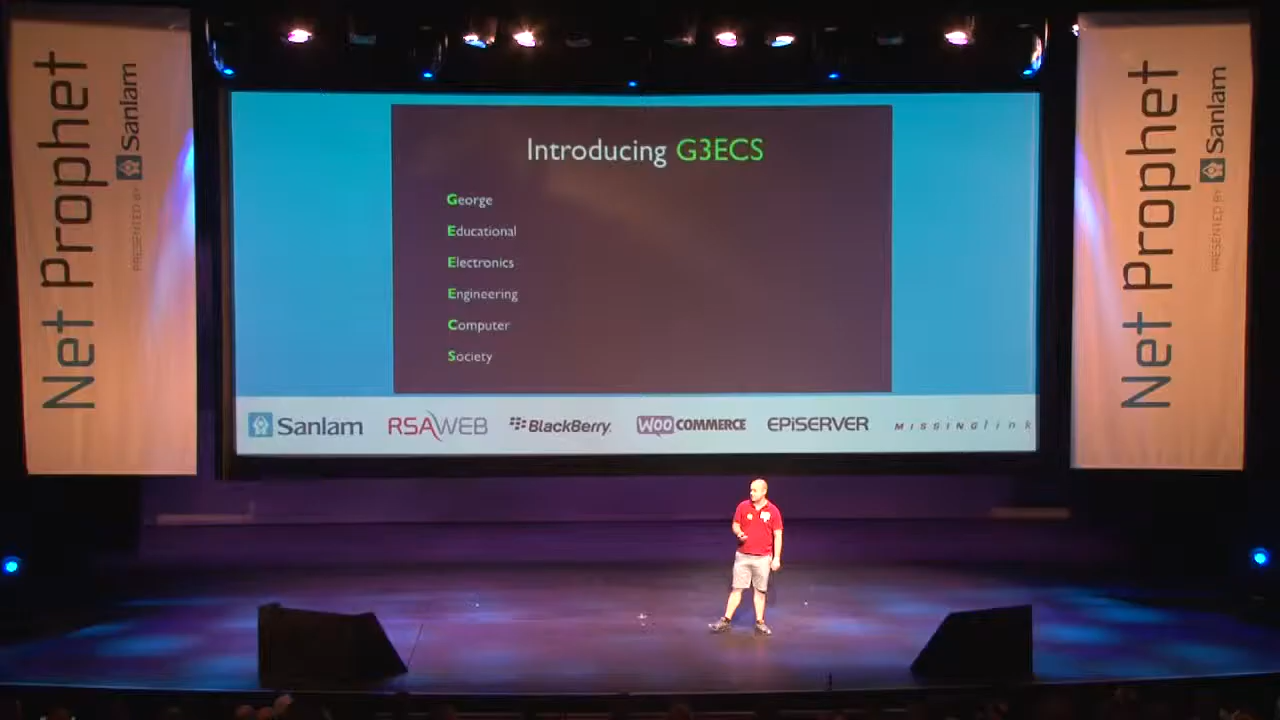 Net Prophet
PRESENTED BY Sanlam
Introducing G3ECS
George
Educational
Electronics
Engineering
Computer
Society
Sanlam
RSAWEB
BlackBerry.
WOO COMMERCE
EPiSERVER
MISSINGlink
Net Prophet
PRESENTED BY Sanlam